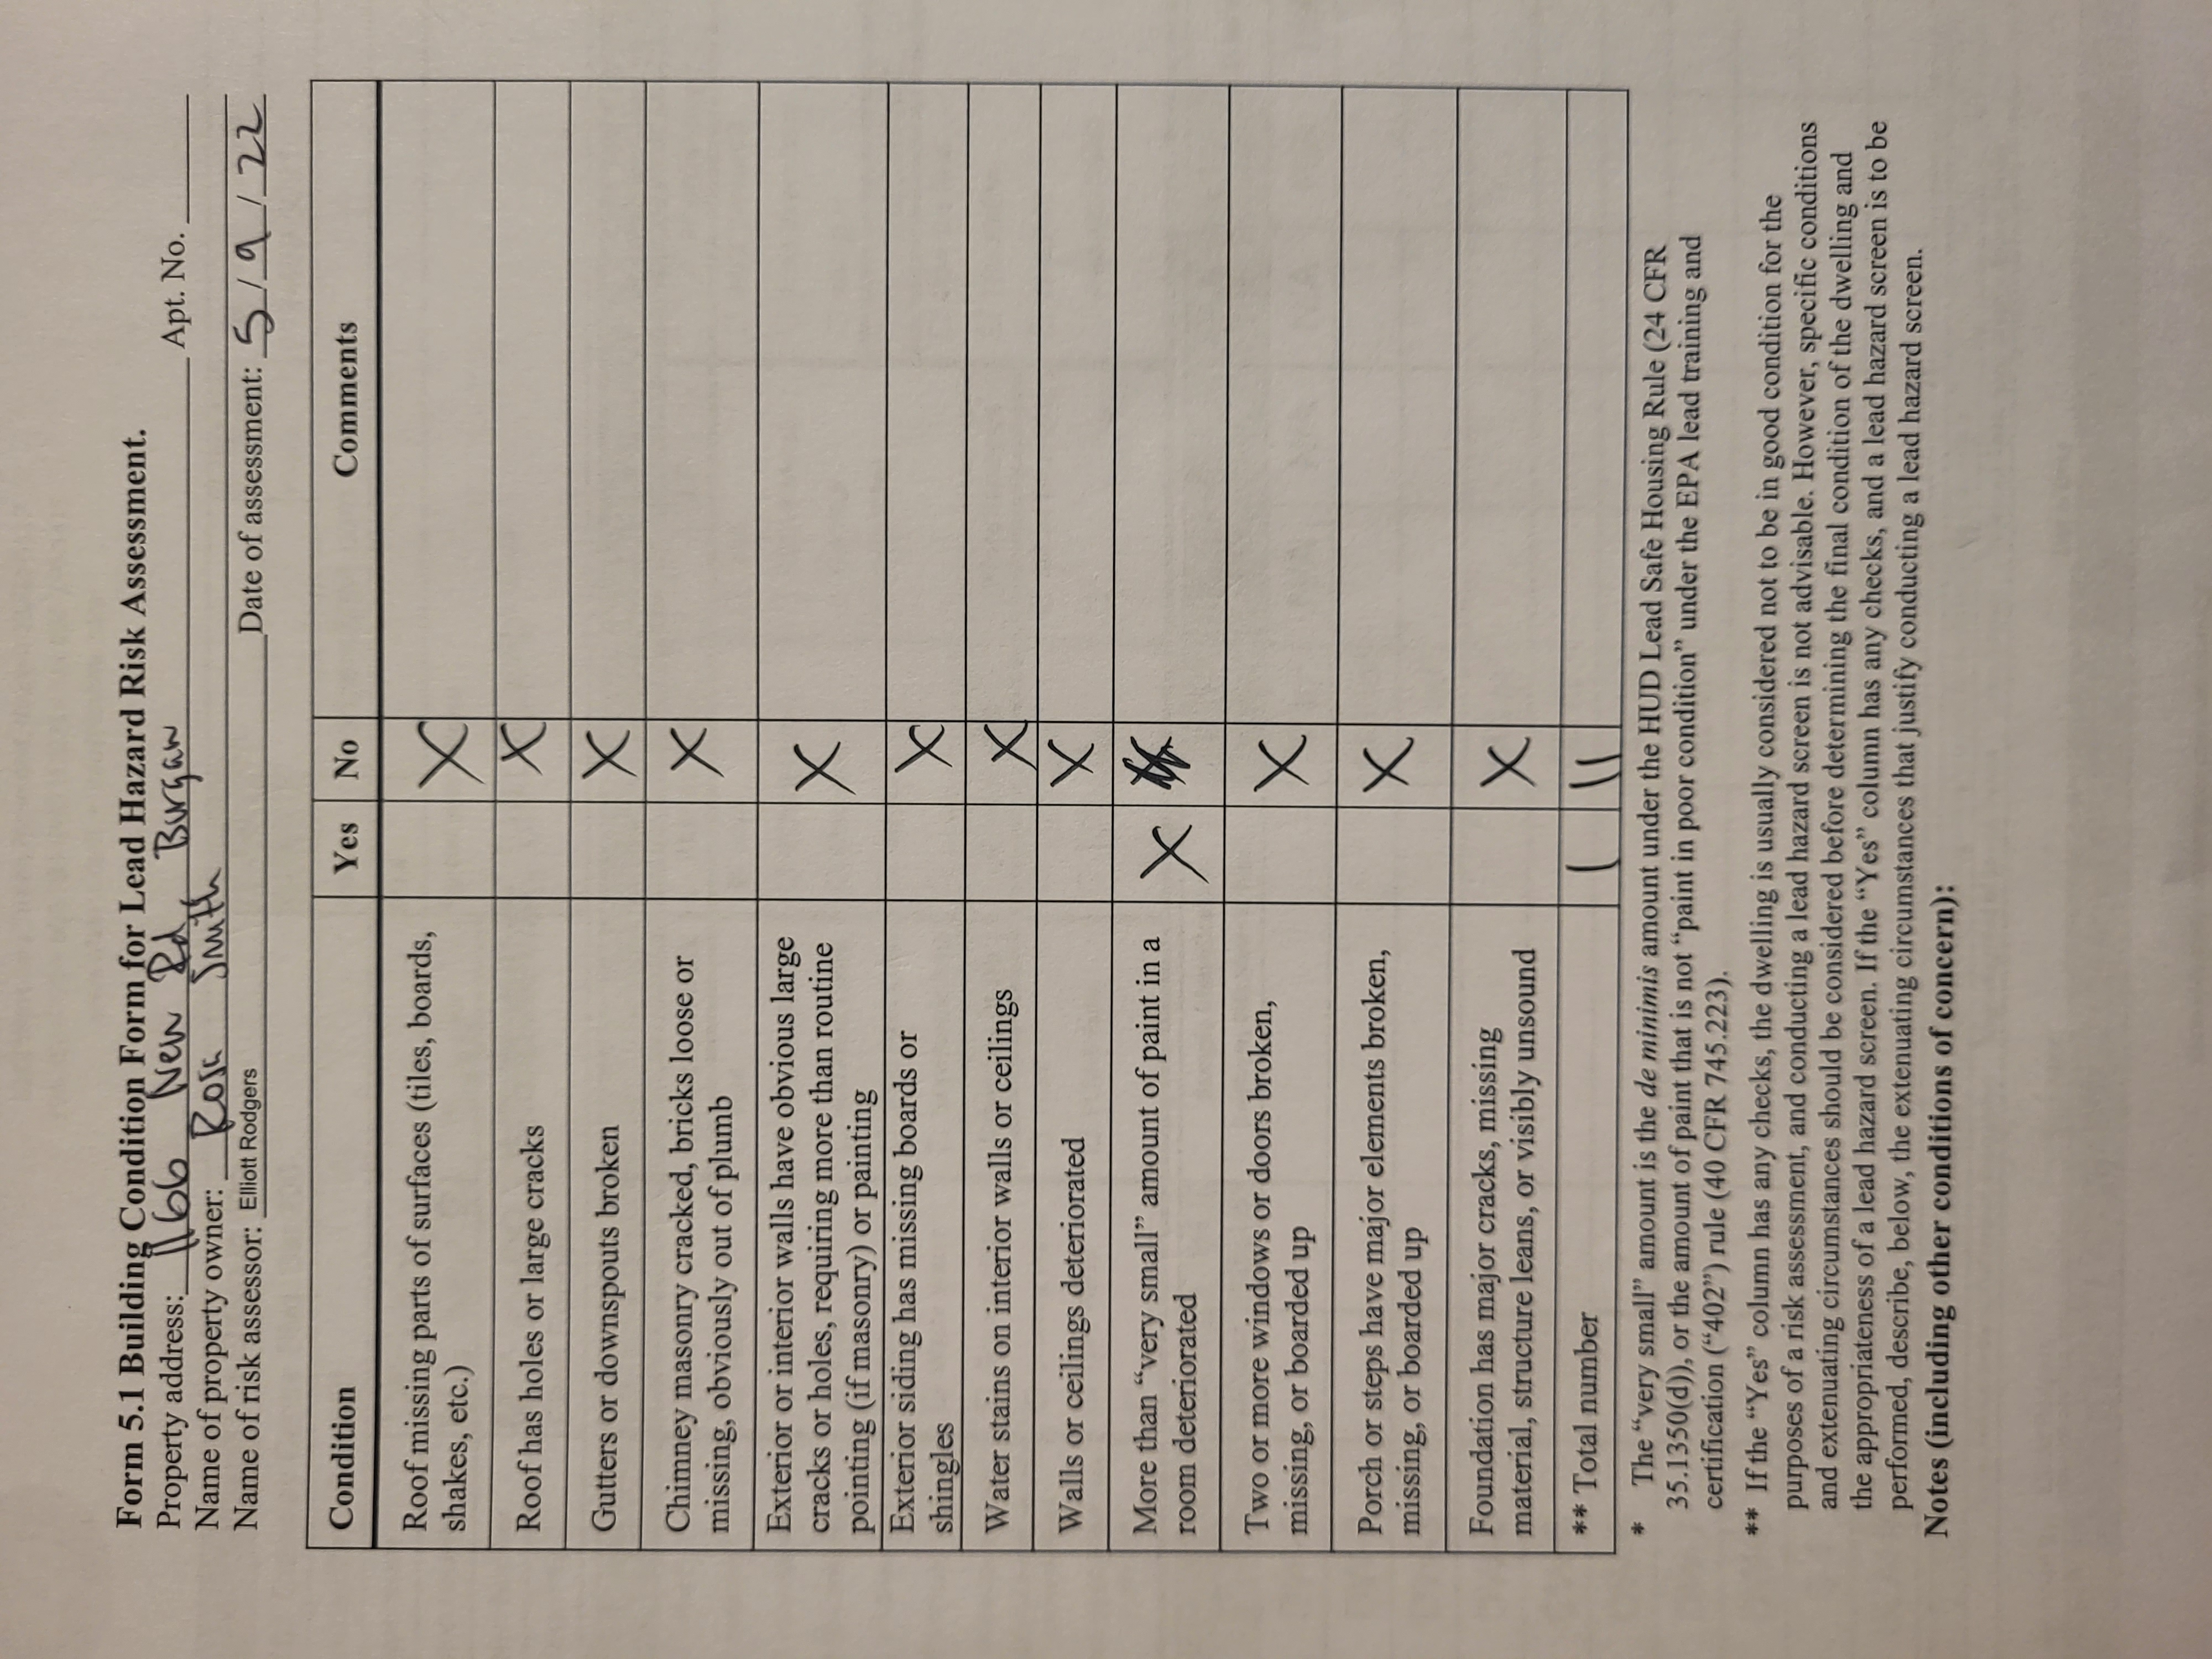 Form 5.1 Building Condition Form for Lead Hazard Risk Assessment.
Property address: 1166 New Rd Burgaw Apt. No.
Name of property owner: Rose Smith
Name of risk assessor: Elliott Rodgers Date of assessment: 5/9/22
Condition Yes No Comments
Roof missing parts of surfaces (tiles, boards, X
shakes, etc.)
Roof has holes or large cracks X
Gutters or downspouts broken X
Chimney masonry cracked, bricks loose or X
missing, obviously out of plumb
Exterior or interior walls have obvious large X
cracks or holes, requiring more than routine
pointing (if masonry) or painting
Exterior siding has missing boards or X
shingles
Water stains on interior walls or ceilings X
Walls or ceilings deteriorated X
More than “very small” amount of paint in a X
room deteriorated
Two or more windows or doors broken, X
missing, or boarded up
Porch or steps have major elements broken, X
missing, or boarded up
Foundation has major cracks, missing X
material, structure leans, or visibly unsound
** Total number 1 11
* The “very small” amount is the de minimis amount under the HUD Lead Safe Housing Rule (24 CFR
35.1350(d)), or the amount of paint that is not “paint in poor condition” under the EPA lead training and
certification (“402”) rule (40 CFR 745.223).
** If the “Yes” column has any checks, the dwelling is usually considered not to be in good condition for the
purposes of a risk assessment, and conducting a lead hazard screen is not advisable. However, specific conditions
and extenuating circumstances should be considered before determining the final condition of the dwelling and
the appropriateness of a lead hazard screen. If the “Yes” column has any checks, and a lead hazard screen is to be
performed, describe, below, the extenuating circumstances that justify conducting a lead hazard screen.
Notes (including other conditions of concern):